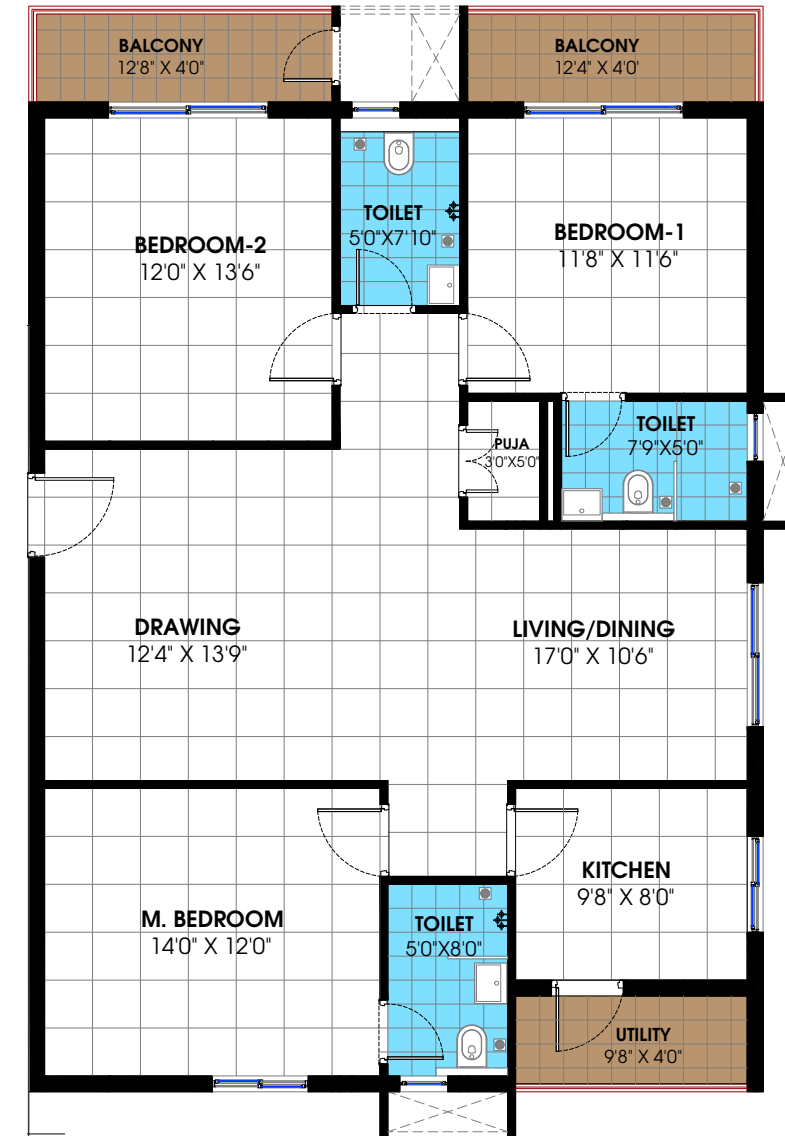 BALCONY
12'8" X 4'0"
BALCONY
12'4" X 4'0'
TOILET
5'0"X7'10"
BEDROOM-2
12'0" X 13'6"
BEDROOM-1
11'8" X 11'6"
TOILET
7'9"X5'0"
PUJA
3'0"X5'0"
DRAWING
12'4" X 13'9"
LIVING/DINING
17'0" X 10'6"
KITCHEN
9'8" X 8'0"
M. BEDROOM
14'0" X 12'0"
TOILET
5'0"X8'0"
UTILITY
9'8" X 4'0"